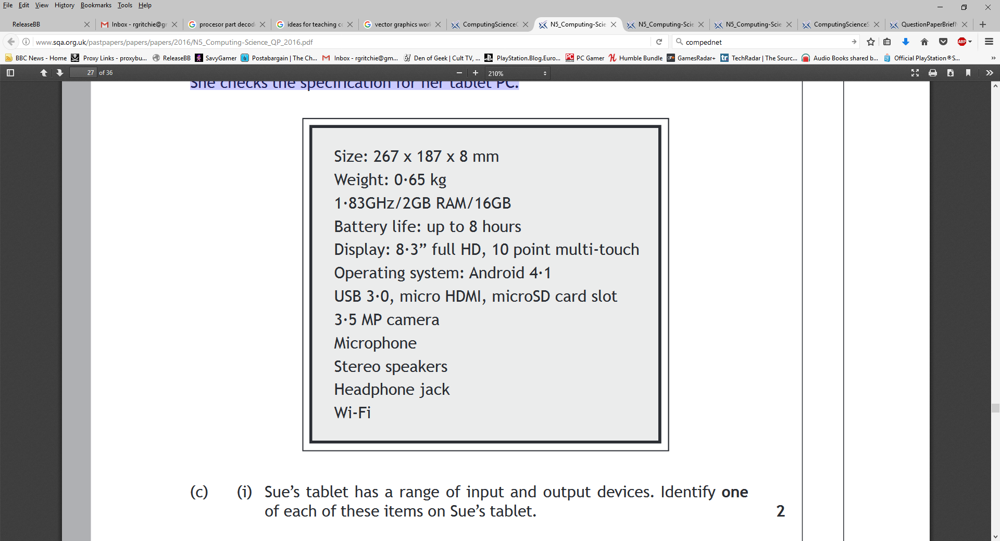 File Edit View History Bookmarks Tools Help
ReleaseBB Inbox - rgritchie@gr procesor part decod ideas for teaching co vector graphics worl ComputingScienceC N5_Computing-Scie N5_Computing-Scie N5_Computing-Scie ComputingScienceS QuestionPaperBriefN
www.sqa.org.uk/pastpapers/papers/papers/2016/N5_Computing-Science_QP_2016.pdf compednet ABP
BBC News - Home Proxy Links - proxybu... ReleaseBB SavyGamer Postabargain | The Ch... Inbox - rgritchie@gm... Den of Geek | Cult TV, ... PlayStation.Blog.Euro... PC Gamer Humble Bundle GamesRadar+ TechRadar | The Sourc... Audio Books shared b... Official PlayStation®S...
27 of 36 210%
She checks the specification for her tablet PC.
Size: 267 x 187 x 8 mm
Weight: 0·65 kg
1·83GHz/2GB RAM/16GB
Battery life: up to 8 hours
Display: 8·3” full HD, 10 point multi-touch
Operating system: Android 4·1
USB 3·0, micro HDMI, microSD card slot
3·5 MP camera
Microphone
Stereo speakers
Headphone jack
Wi-Fi
(c) (i) Sue’s tablet has a range of input and output devices. Identify one
of each of these items on Sue’s tablet. 2